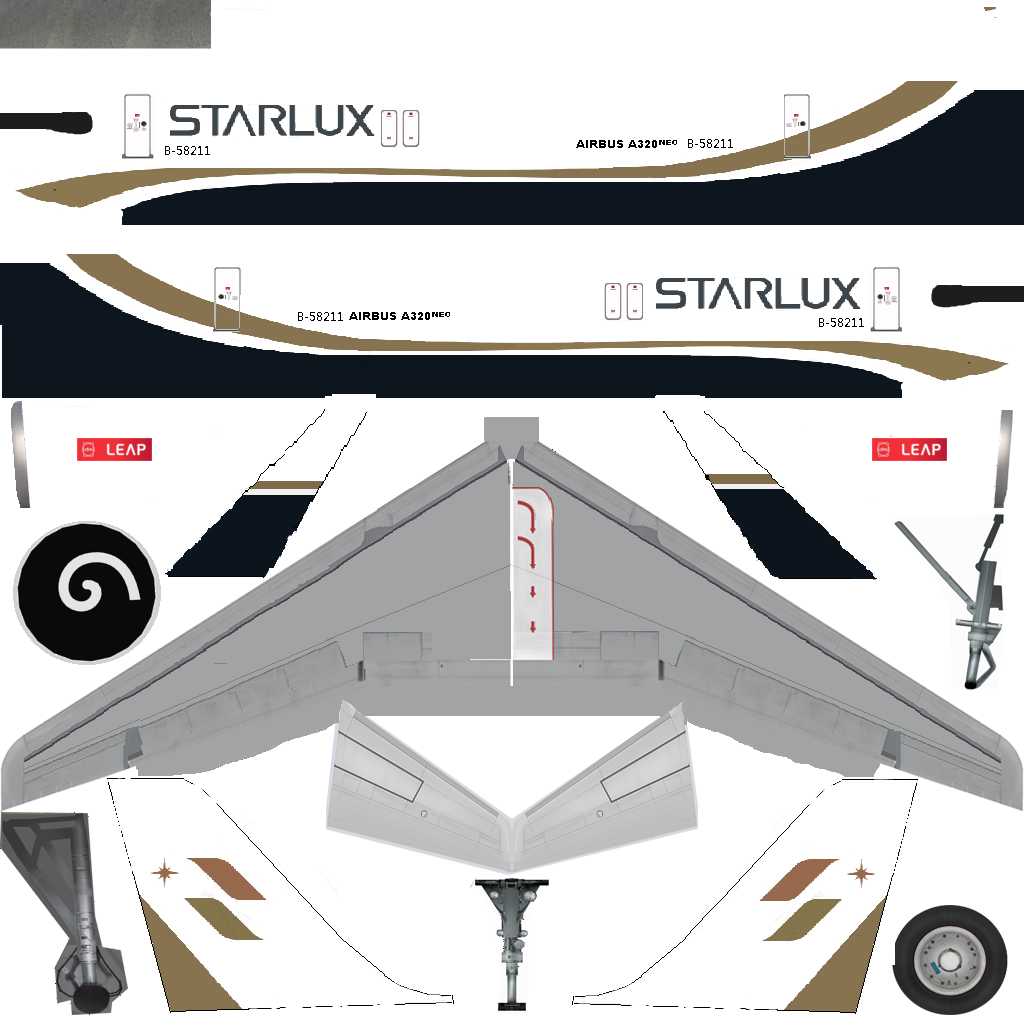 STARLUX
B-58211
AIRBUS A320NEO B-58211
STARLUX
B-58211 AIRBUS A320NEO
B-58211
LEAP
LEAP